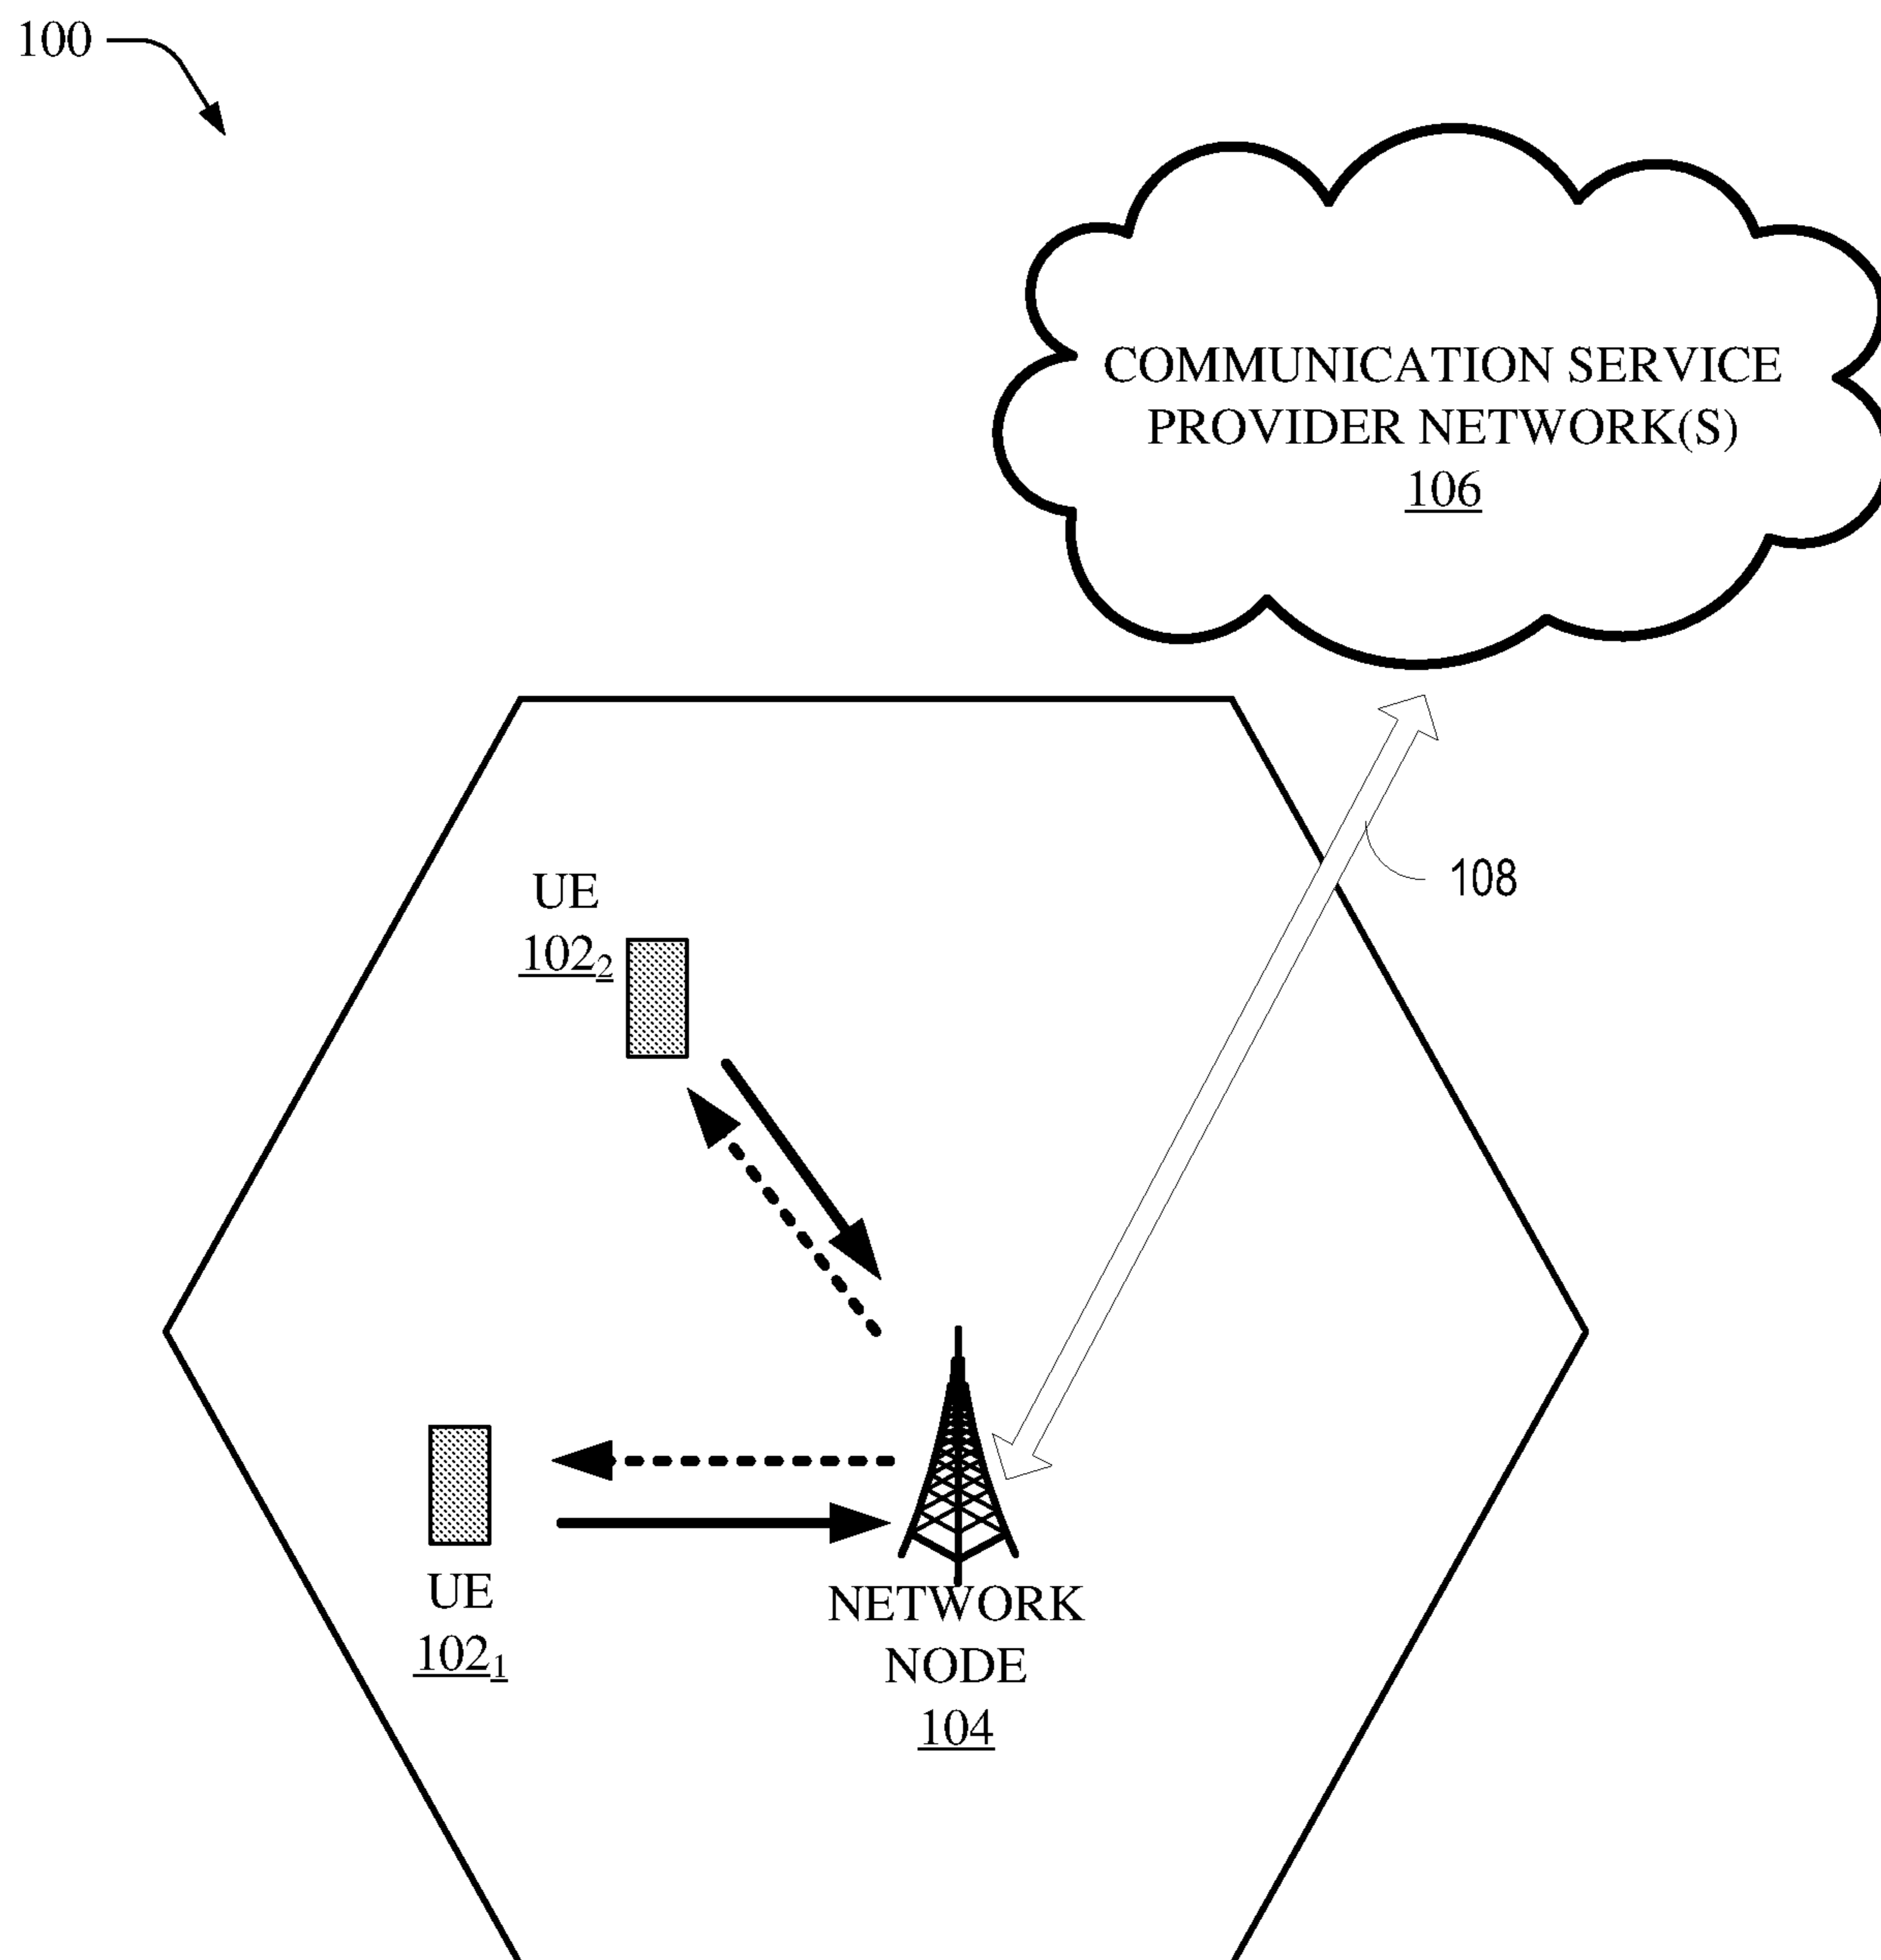 100
COMMUNICATION SERVICE
PROVIDER NETWORK(S)
106
108
UE
102₂
UE
102₁
NETWORK
NODE
104